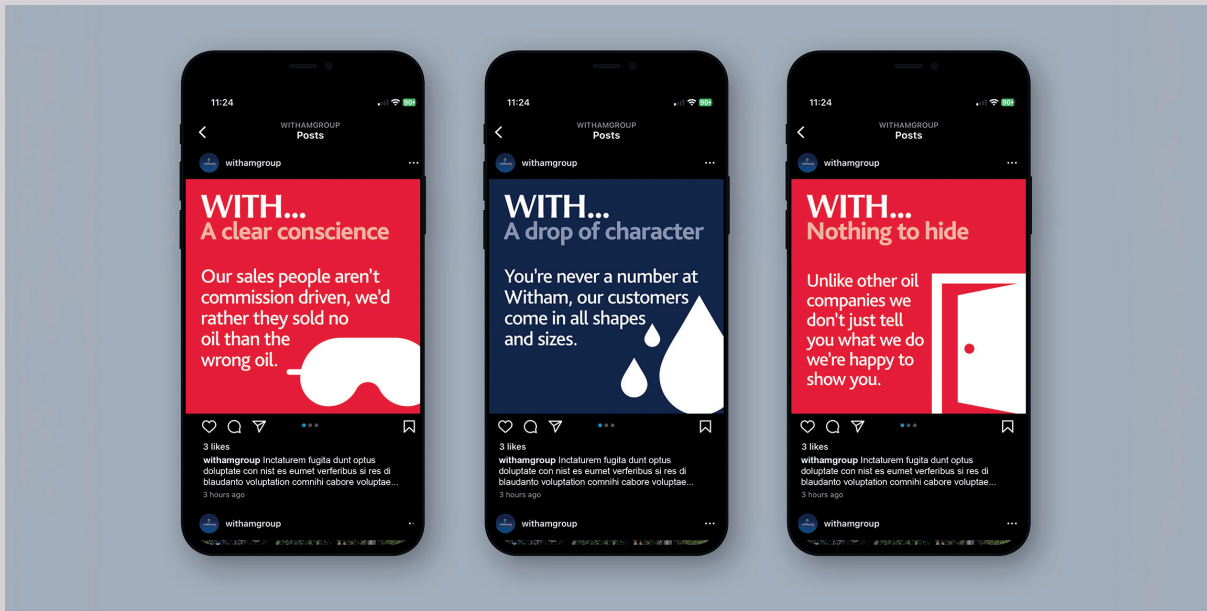 11:24
90+
WITHAMGROUP
Posts
withamgroup
WITH...
A clear conscience
Our sales people aren't
commission driven, we'd
rather they sold no
oil than the
wrong oil.
3 likes
withamgroup Inctaturem fugita dunt optus
doluptate con nist es eumet verferibus si res di
blaudanto voluptation comnihi cabore voluptae...
3 hours ago
withamgroup
11:24
90+
WITHAMGROUP
Posts
withamgroup
WITH...
A drop of character
You're never a number at
Witham, our customers
come in all shapes
and sizes.
3 likes
withamgroup Inctaturem fugita dunt optus
doluptate con nist es eumet verferibus si res di
blaudanto voluptation comnihi cabore voluptae...
3 hours ago
withamgroup
11:24
90+
WITHAMGROUP
Posts
withamgroup
WITH...
Nothing to hide
Unlike other oil
companies we
don't just tell
you what we do
we're happy to
show you.
3 likes
withamgroup Inctaturem fugita dunt optus
doluptate con nist es eumet verferibus si res di
blaudanto voluptation comnihi cabore voluptae...
3 hours ago
withamgroup